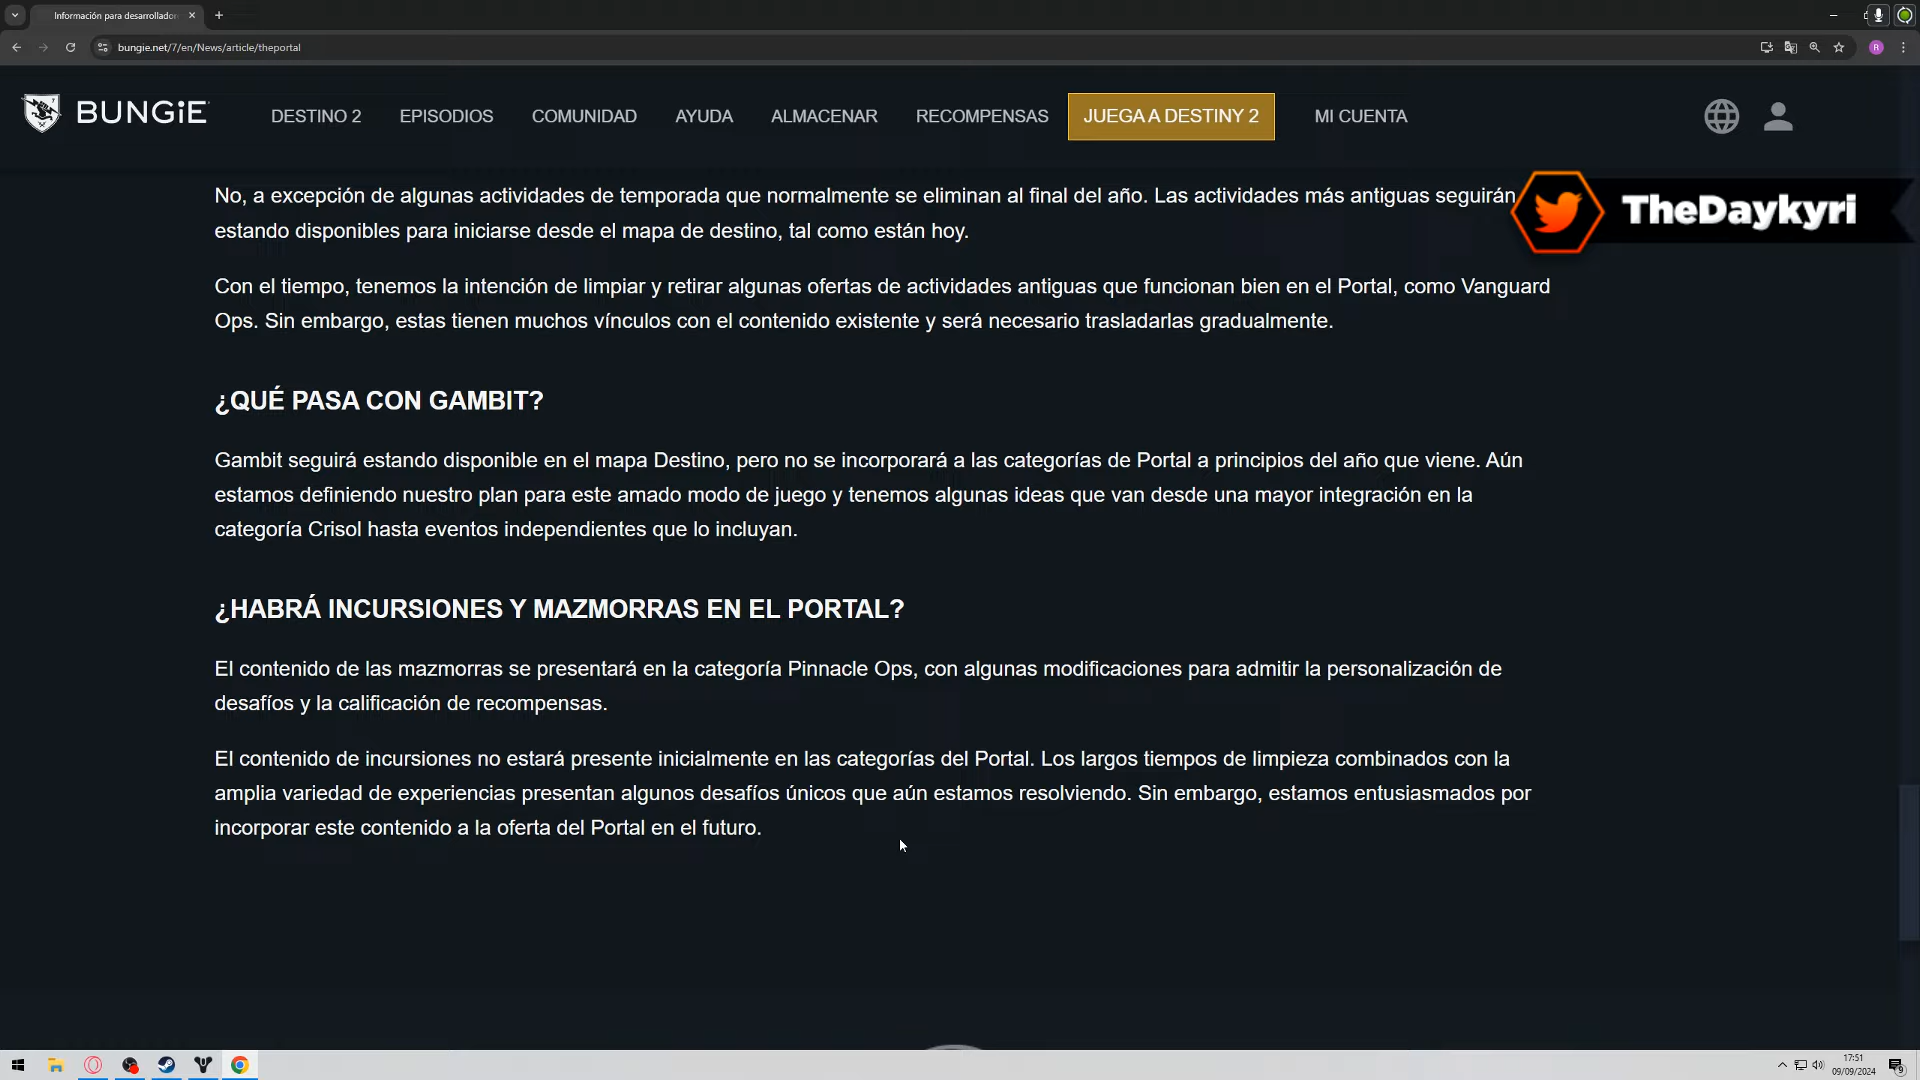 Información para desarrollador
bungie.net/7/en/News/article/theportal
R
BUNGiE
DESTINO 2
EPISODIOS
COMUNIDAD
AYUDA
ALMACENAR
RECOMPENSAS
JUEGA A DESTINY 2
MI CUENTA
TheDaykyri
No, a excepción de algunas actividades de temporada que normalmente se eliminan al final del año. Las actividades más antiguas seguirán
estando disponibles para iniciarse desde el mapa de destino, tal como están hoy.
Con el tiempo, tenemos la intención de limpiar y retirar algunas ofertas de actividades antiguas que funcionan bien en el Portal, como Vanguard
Ops. Sin embargo, estas tienen muchos vínculos con el contenido existente y será necesario trasladarlas gradualmente.
¿QUÉ PASA CON GAMBIT?
Gambit seguirá estando disponible en el mapa Destino, pero no se incorporará a las categorías de Portal a principios del año que viene. Aún
estamos definiendo nuestro plan para este amado modo de juego y tenemos algunas ideas que van desde una mayor integración en la
categoría Crisol hasta eventos independientes que lo incluyan.
¿HABRÁ INCURSIONES Y MAZMORRAS EN EL PORTAL?
El contenido de las mazmorras se presentará en la categoría Pinnacle Ops, con algunas modificaciones para admitir la personalización de
desafíos y la calificación de recompensas.
El contenido de incursiones no estará presente inicialmente en las categorías del Portal. Los largos tiempos de limpieza combinados con la
amplia variedad de experiencias presentan algunos desafíos únicos que aún estamos resolviendo. Sin embargo, estamos entusiasmados por
incorporar este contenido a la oferta del Portal en el futuro.
17:51
09/09/2024
9